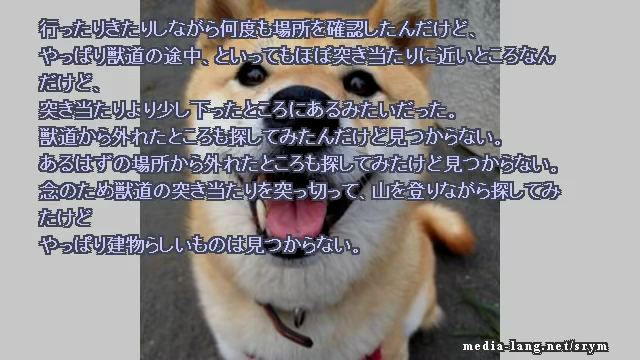 行ったりきたりしながら何度も場所を確認したんだけど、
やっぱり獣道の途中、といってもほぼ突き当たりに近いところなん
だけど、
突き当たりより少し下ったところにあるみたいだった。
獣道から外れたところも探してみたんだけど見つからない。
あるはずの場所から外れたところも探してみたけど見つからない。
念のため獣道の突き当たりを突っ切って、山を登りながら探してみ
たけど
やっぱり建物らしいものは見つからない。
media-lang.net/srym